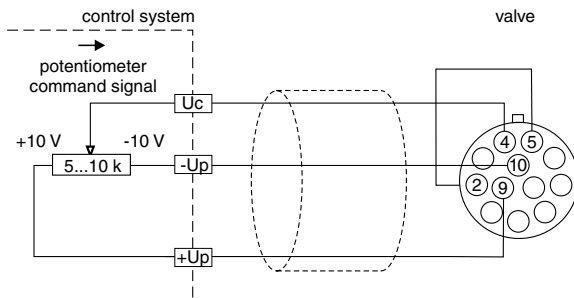 control system
valve
potentiometer
command signal
Uc
+10 V
-10 V
5...10 k
-Up
+Up
4
5
10
2
9